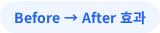 Before → After 효과